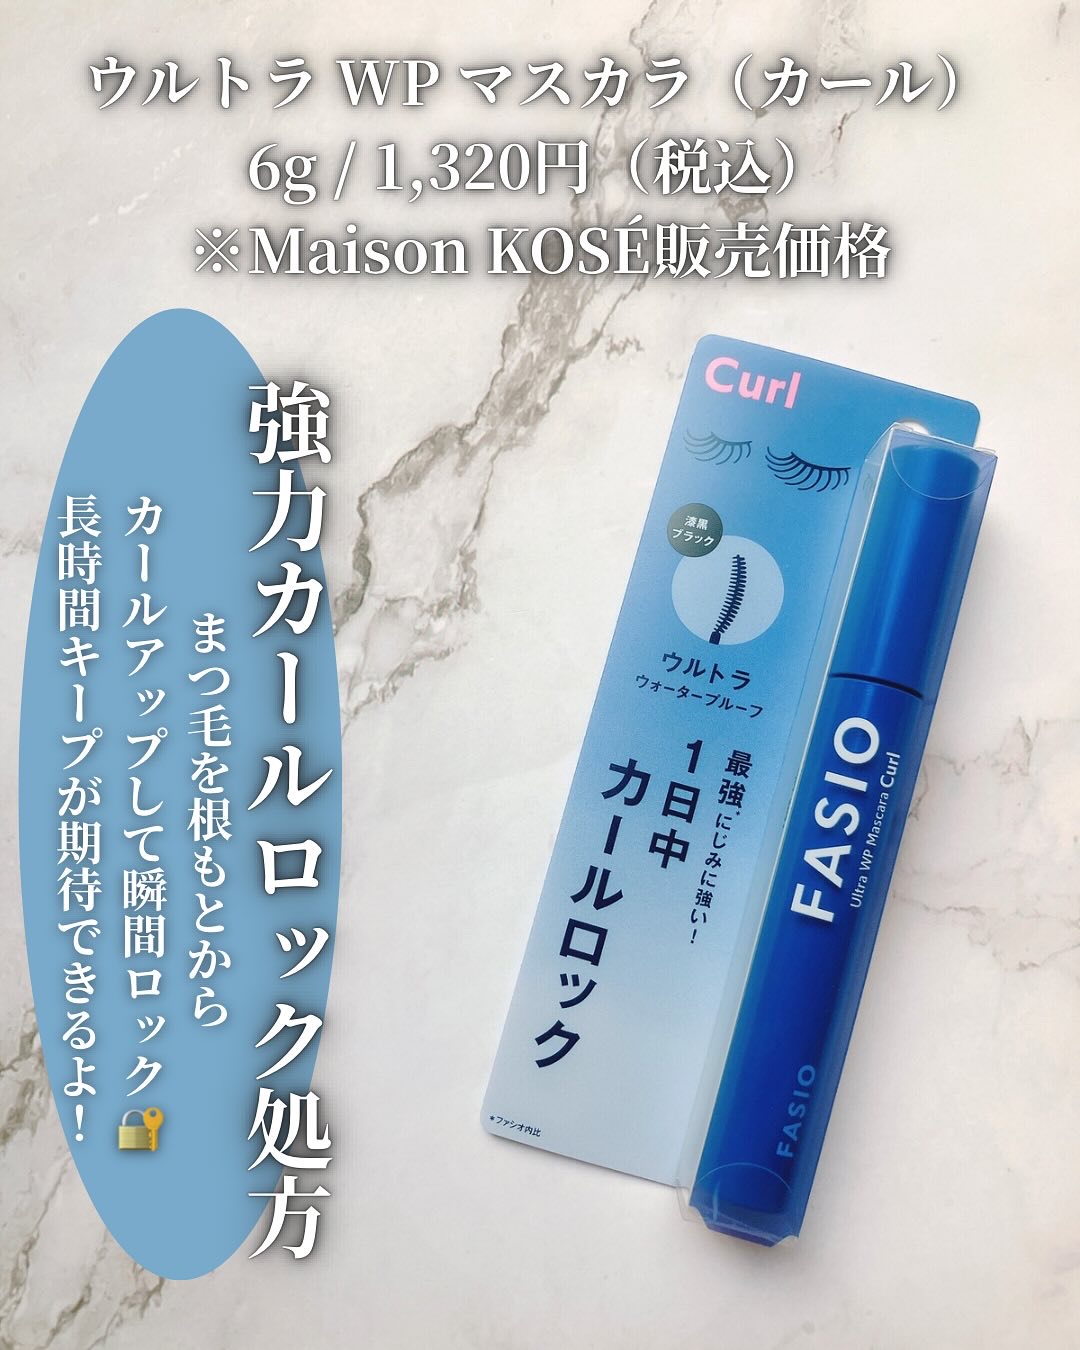 ウルトラ WP マスカラ（カール）
6g / 1,320円（税込）
※Maison KOSÉ販売価格
強力カールロック処方
まつ毛を根もとから
カールアップして瞬間ロック🔐
長時間キープが期待できるよ！
Curl
漆黒
ブラック
ウルトラ
ウォータープルーフ
最強*にじみに強い！
1日中
カールロック
*ファシオ内比
FASIO
Ultra WP Mascara Curl
FASIO